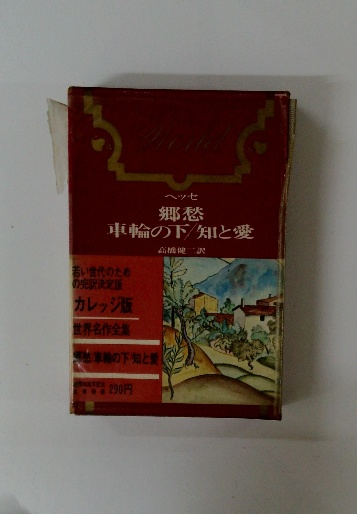 World
ヘッセ
郷愁
車輪の下/知と愛
高橋健二訳
若い世代のため
の完訳決定版
カレッジ版
世界名作全集
郷愁/車輪の下/知と愛
290円